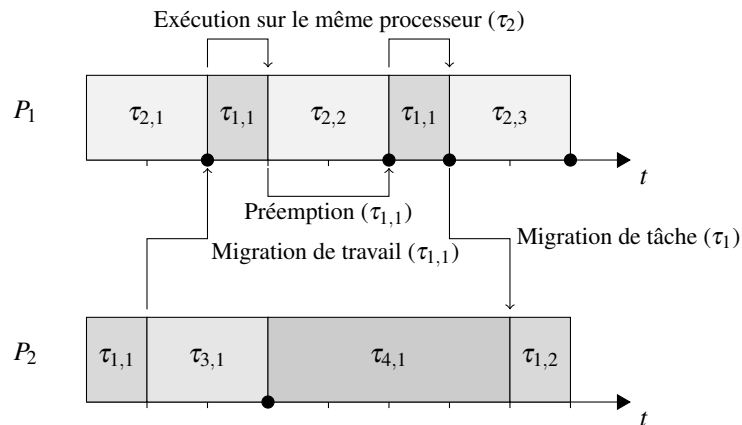 Exécution sur le même processeur (τ2)
P1
τ2,1 τ1,1 τ2,2 τ1,1 τ2,3
t
Préemption (τ1,1)
Migration de travail (τ1,1)
Migration de tâche (τ1)
P2
τ1,1 τ3,1 τ4,1 τ1,2
t